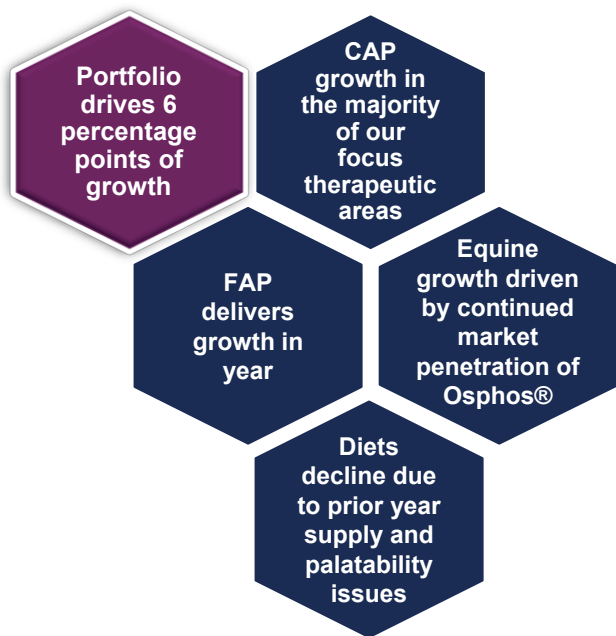 Portfolio
drives 6
percentage
points of
growth
CAP
growth in
the majority
of our
focus
therapeutic
areas
FAP
delivers
growth in
year
Equine
growth driven
by continued
market
penetration of
Osphos®
Diets
decline due
to prior year
supply and
palatability
issues